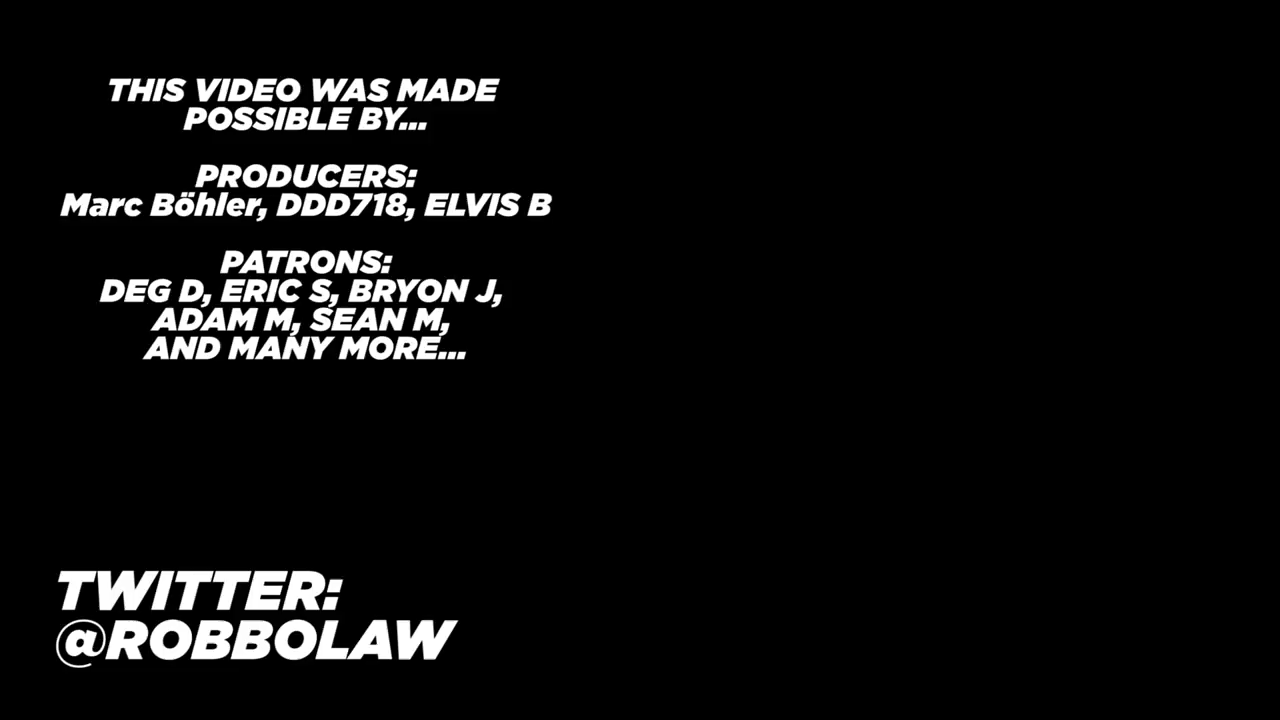 THIS VIDEO WAS MADE
POSSIBLE BY...
PRODUCERS:
Marc Böhler, DDD718, ELVIS B
PATRONS:
DEG D, ERIC S, BRYON J,
ADAM M, SEAN M,
AND MANY MORE...
TWITTER:
@ROBBOLAW